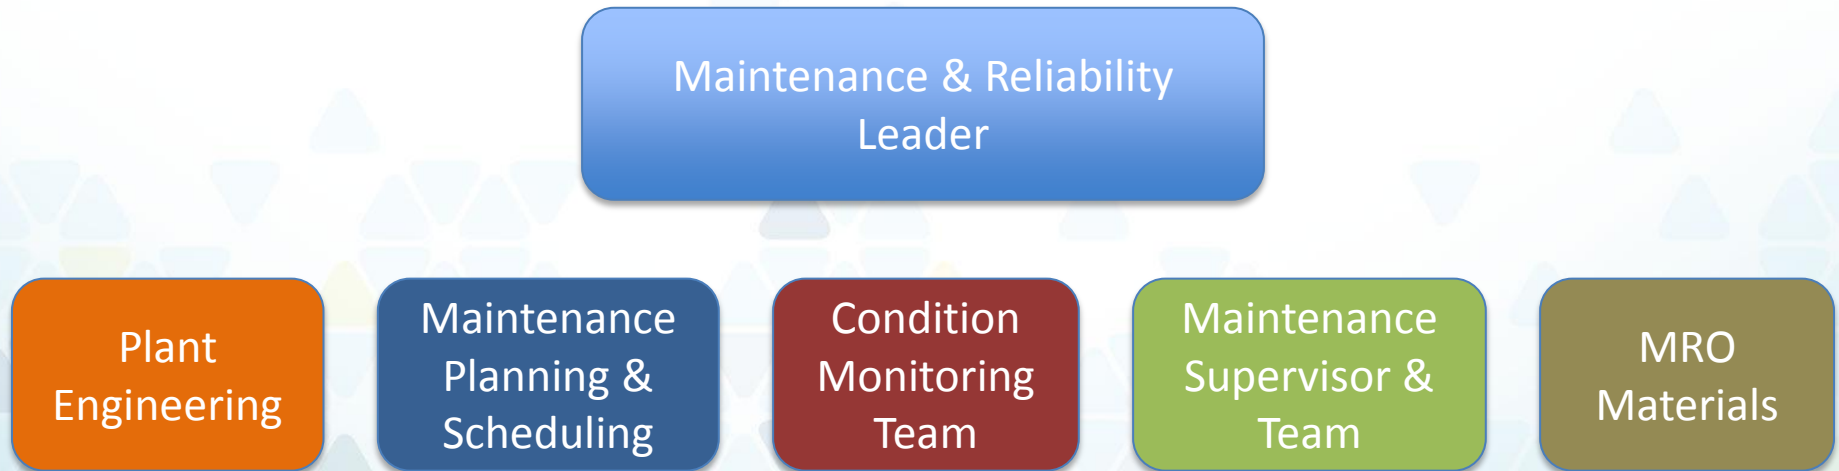 Maintenance & Reliability
Leader
Plant
Engineering
Maintenance
Planning &
Scheduling
Condition
Monitoring
Team
Maintenance
Supervisor &
Team
MRO
Materials